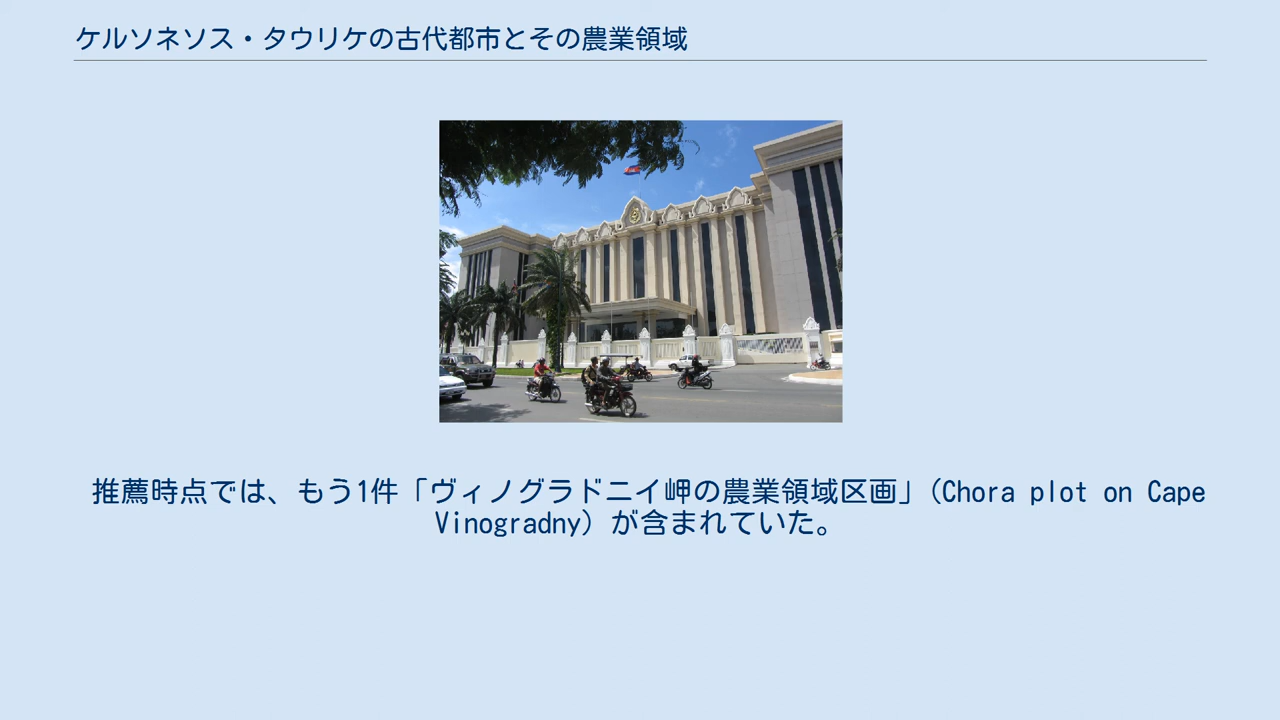 ケルソネソス・タウリケの古代都市とその農業領域
推薦時点では、もう1件「ヴィノグラドニイ岬の農業領域区画」（Chora plot on Cape
Vinogradny）が含まれていた。